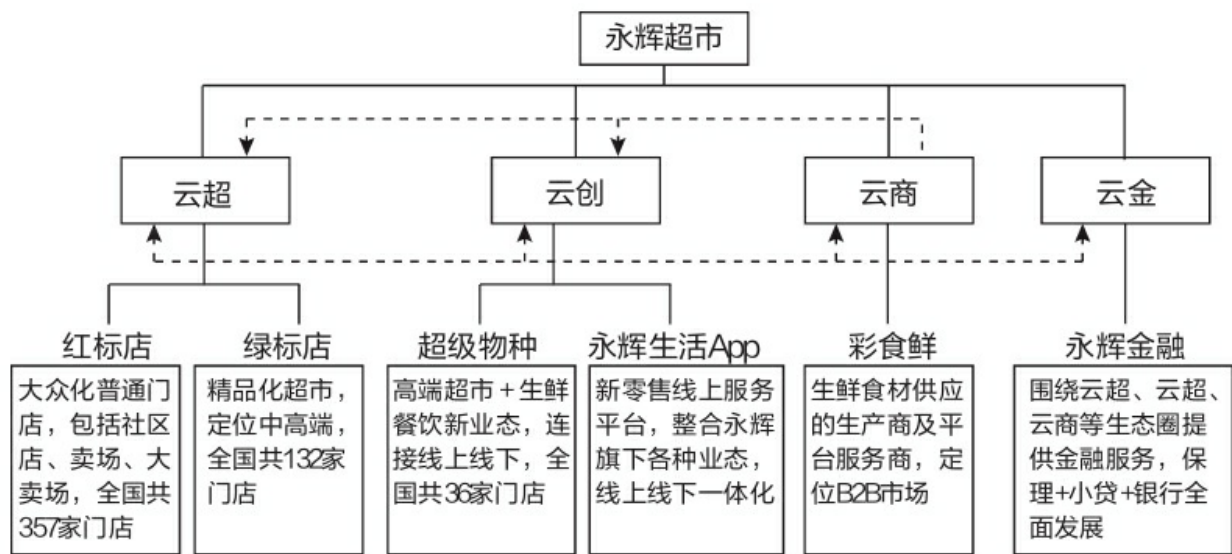 永辉超市
云超
云创
云商
云金
红标店
大众化普通门
店，包括社区
店、卖场、大
卖场，全国共
357家门店
绿标店
精品化超市，
定位中高端，
全国共132家
门店
超级物种
高端超市+生鲜
餐饮新业态，连
接线上线下，全
国共36家门店
永辉生活App
新零售线上服务
平台，整合永辉
旗下各种业态，
线上线下一体化
彩食鲜
生鲜食材供应
的生产商及平
台服务商，定
位B2B市场
永辉金融
围绕云超、云超、
云商等生态圈提
供金融服务，保
理+小贷+银行全
面发展